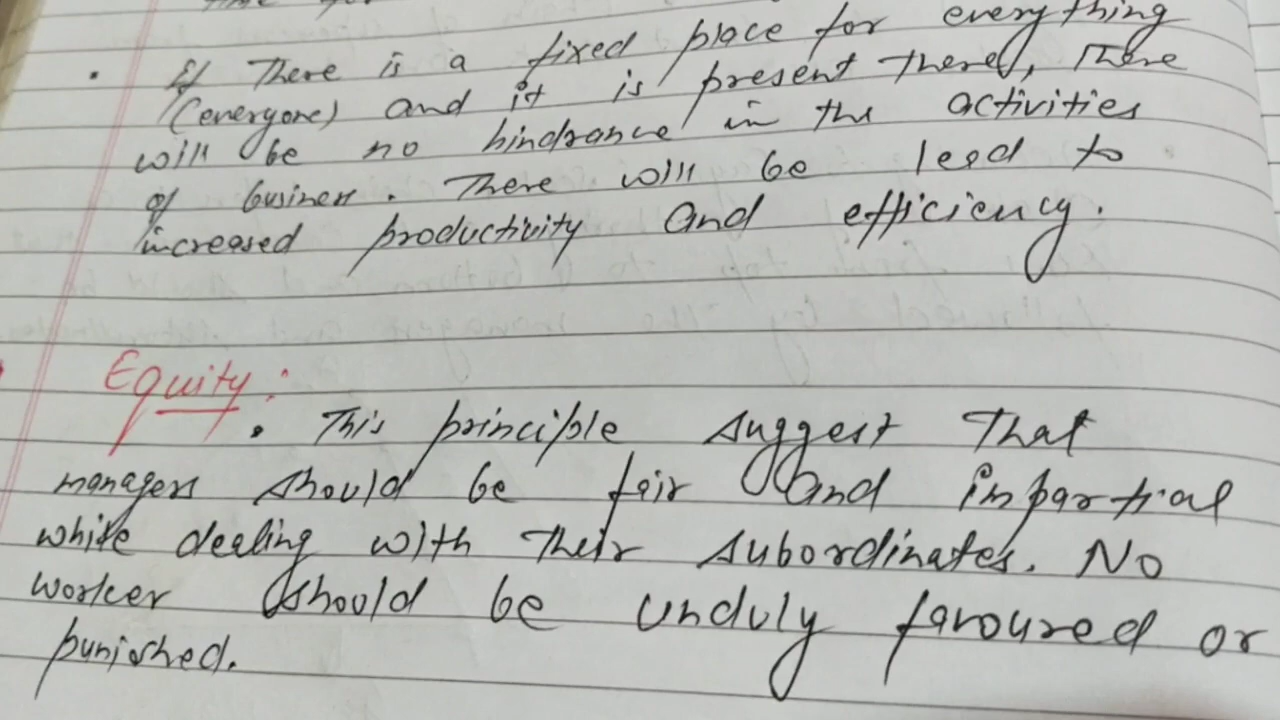 • if There is a fixed place for everything
(everyone) and it is present there, There
will be no hindrance in the activities
of business. There will be lead to
increased productivity and efficiency.
Equity:
• This principle suggest That
managers should be fair and impartial
while dealing with Their subordinates. No
worker should be unduly favoured or
punished.